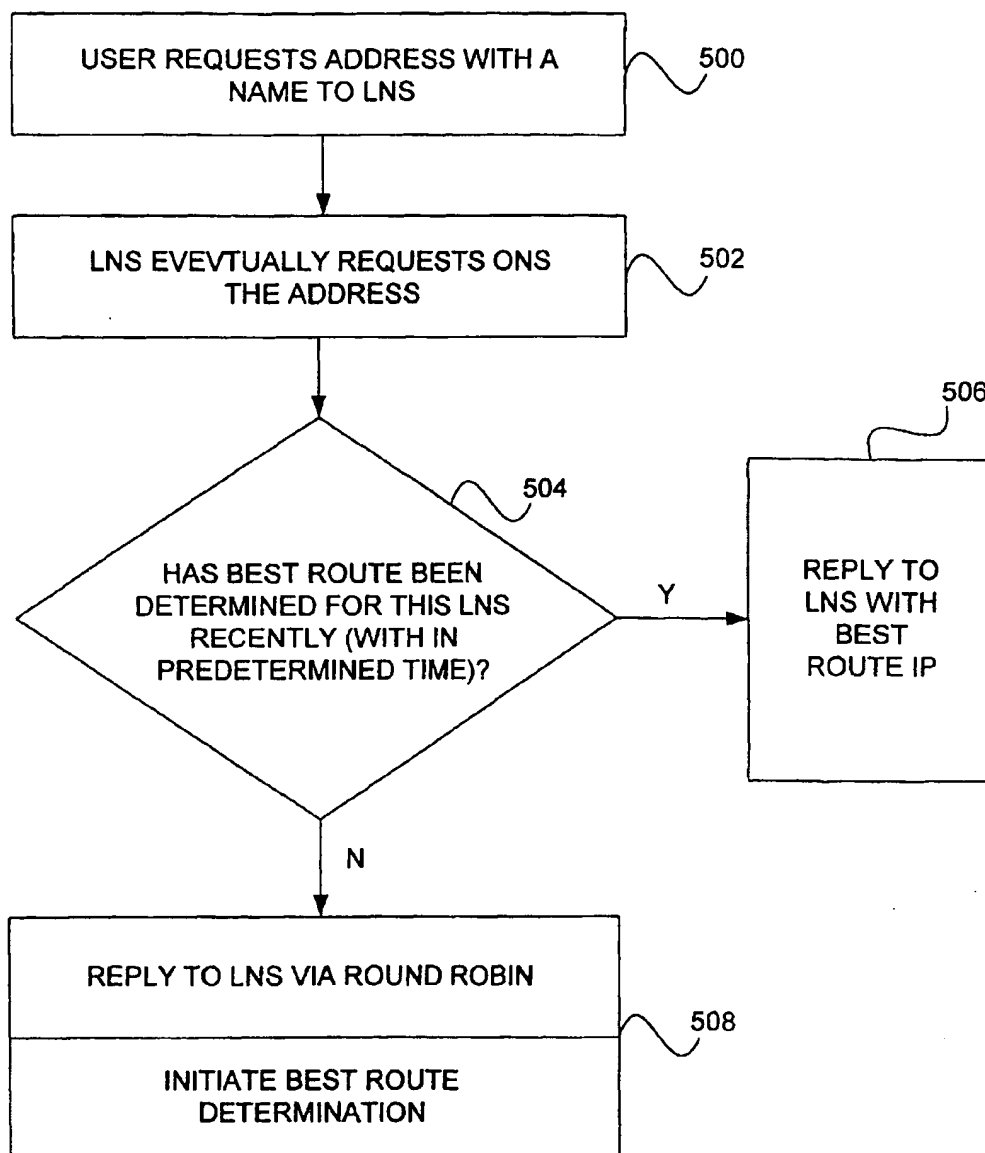 USER REQUESTS ADDRESS WITH A
NAME TO LNS
500
LNS EVEVTUALLY REQUESTS ONS
THE ADDRESS
502
506
504
HAS BEST ROUTE BEEN
DETERMINED FOR THIS LNS
RECENTLY (WITH IN
PREDETERMINED TIME)?
Y
REPLY TO
LNS WITH
BEST
ROUTE IP
N
REPLY TO LNS VIA ROUND ROBIN
508
INITIATE BEST ROUTE
DETERMINATION